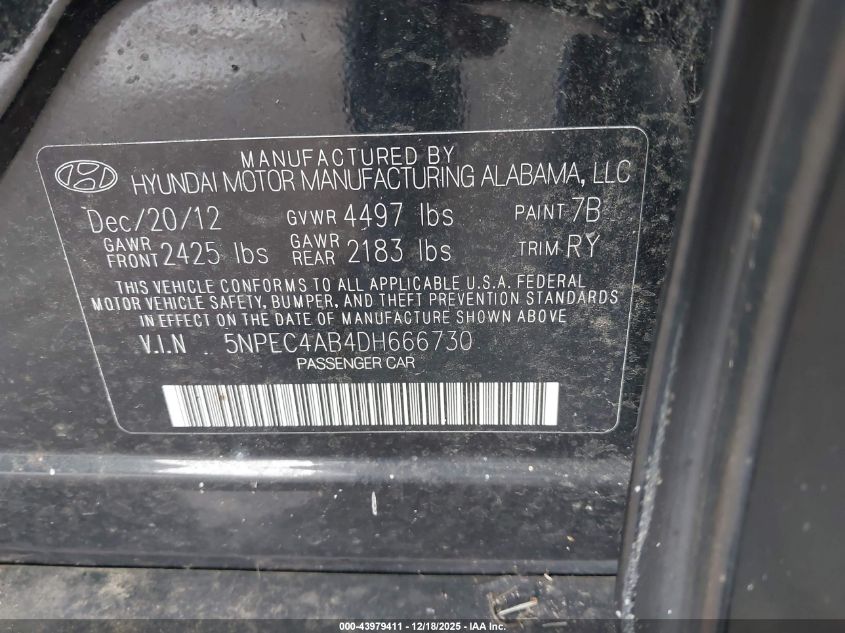 MANUFACTURED BY
HYUNDAI MOTOR MANUFACTURING ALABAMA, LLC
Dec/20/12 GVWR 4497 lbs PAINT 7B
GAWR FRONT 2425 lbs GAWR REAR 2183 lbs TRIM RY
THIS VEHICLE CONFORMS TO ALL APPLICABLE U.S.A. FEDERAL
MOTOR VEHICLE SAFETY, BUMPER, AND THEFT PREVENTION STANDARDS
IN EFFECT ON THE DATE OF MANUFACTURE SHOWN ABOVE
V.I.N 5NPEC4AB4DH666730
PASSENGER CAR
000-43979411 - 12/18/2025 - IAA Inc.